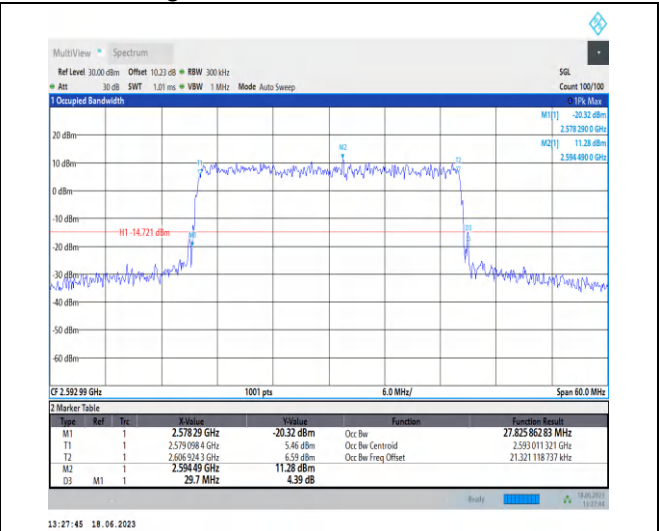 MultiView Spectrum
Ref Level 30.00 dBm Offset 10.23 dB RBW 300 kHz SGL
Att 30 dB SWT 1.01 ms VBW 1 MHz Mode Auto Sweep Count 100/100
1 Occupied Bandwidth 1Pk Max
M1[1] -20.32 dBm
2.578 290 0 GHz
M2[1] 11.28 dBm
2.594 490 0 GHz
20 dBm
M2
10 dBm
T1
T2
0 dBm
-10 dBm
H1 -14.721 dBm
M1
D3
-20 dBm
-30 dBm
-40 dBm
-50 dBm
-60 dBm
CF 2.592 99 GHz 1001 pts 6.0 MHz/ Span 60.0 MHz
2 Marker Table
Type Ref Trc X-Value Y-Value Function Function Result
M1 1 2.578 29 GHz -20.32 dBm Occ Bw 27.825 862 83 MHz
T1 1 2.579 098 4 GHz 5.46 dBm Occ Bw Centroid 2.593 011 321 GHz
T2 1 2.606 924 3 GHz 6.59 dBm Occ Bw Freq Offset 21.321 118 737 kHz
M2 1 2.594 49 GHz 11.28 dBm
D3 M1 1 29.7 MHz 4.39 dB
Ready 18.06.2023
13:27:44
13:27:45 18.06.2023